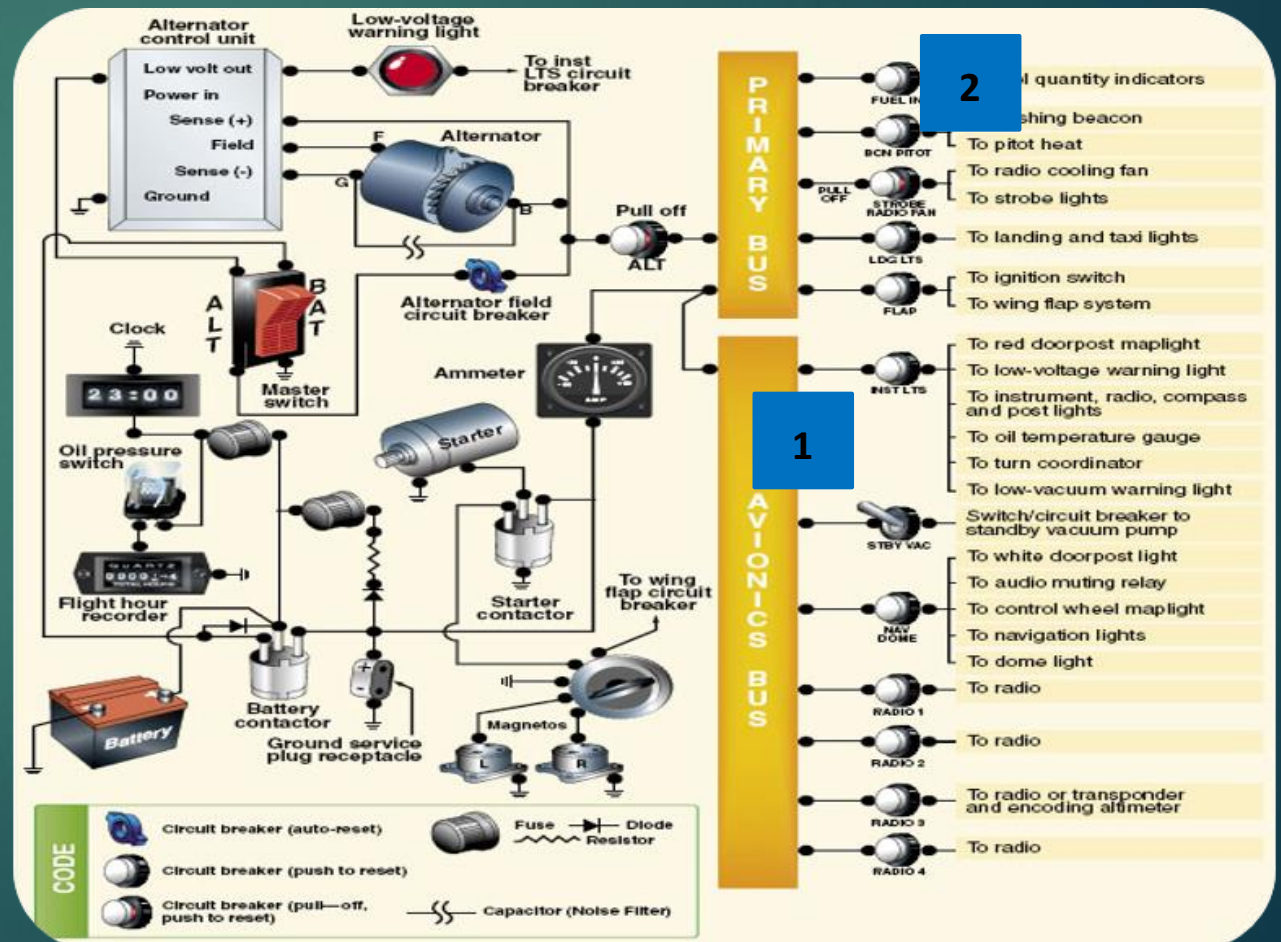 Alternator
control unit
Low volt out
Power in
Sense (+)
Field
Sense (-)
Ground
Low-voltage
warning light
To inst
LTS circuit
breaker
F
Alternator
G
B
Pull off
ALT
Alternator field
circuit breaker
ALT
BAT
Master
switch
Clock
23:00
Oil pressure
switch
QUARTZ
TOTAL HOURS
Flight hour
recorder
Ammeter
AMP
Starter
Starter
contactor
To wing
flap circuit
breaker
Battery
Battery
contactor
Ground service
plug receptacle
Magnetos
L
R
PRIMARY BUS
FUEL
2
quantity indicators
beacon
BCN PITOT
To pitot heat
PULL
OFF
STROBE
RADIO FAN
To radio cooling fan
To strobe lights
LDG LTS
To landing and taxi lights
FLAP
To ignition switch
To wing flap system
1
AVIONICS BUS
INST LTS
To red doorpost maplight
To low-voltage warning light
To instrument, radio, compass
and post lights
To oil temperature gauge
To turn coordinator
To low-vacuum warning light
STBY VAC
Switch/circuit breaker to
standby vacuum pump
NAV
DOME
To white doorpost light
To audio muting relay
To control wheel maplight
To navigation lights
To dome light
RADIO 1
To radio
RADIO 2
To radio
RADIO 3
To radio or transponder
and encoding altimeter
RADIO 4
To radio
CODE
Circuit breaker (auto-reset)
Circuit breaker (push to reset)
Circuit breaker (pull—off,
push to reset)
Fuse
Diode
Resistor
Capacitor (Noise Filter)